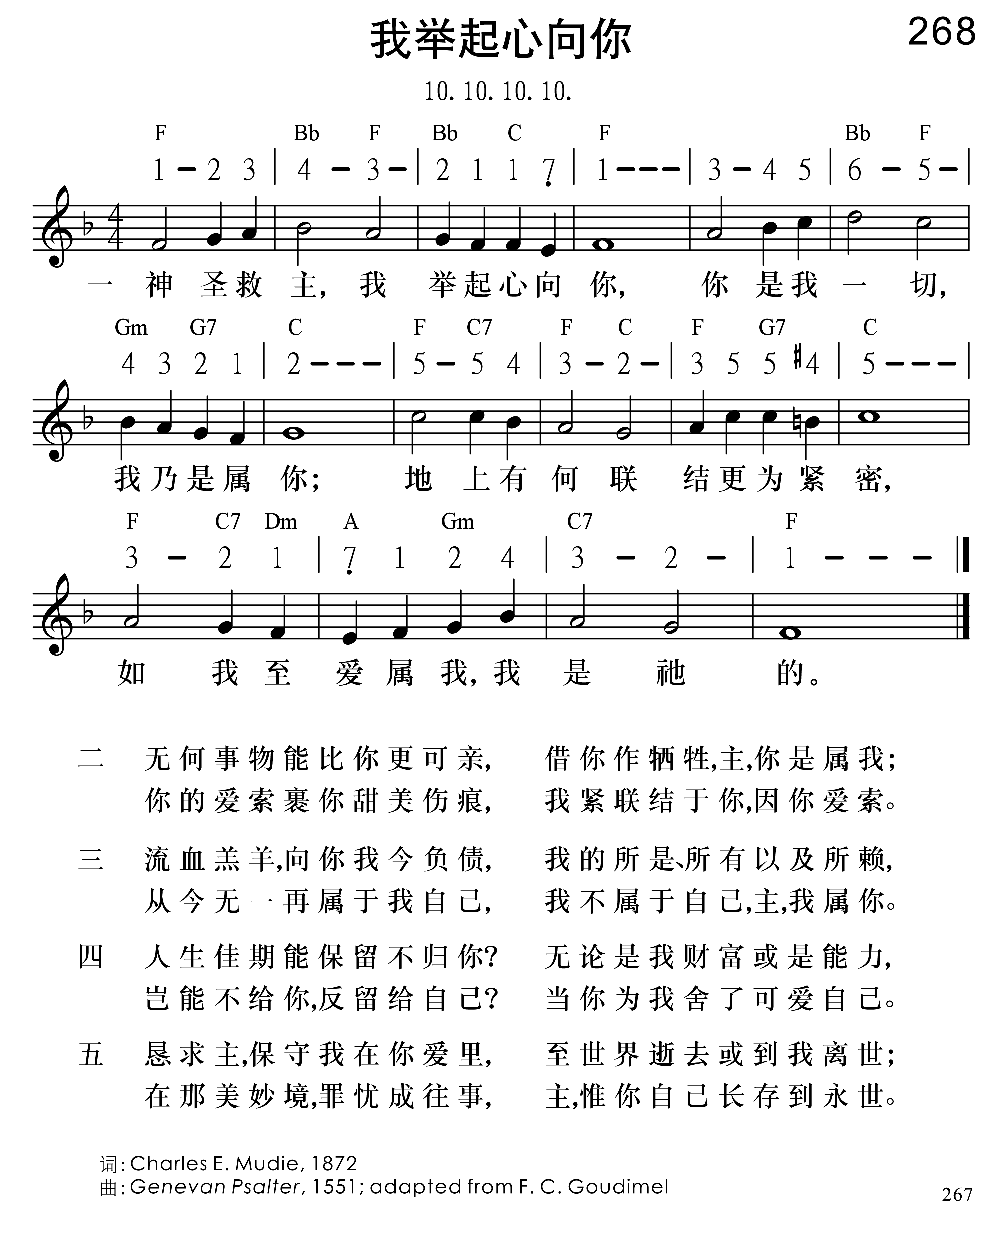 我举起心向你
268
10. 10. 10. 10.
F Bb F Bb C F Bb F
1 – 2 3 | 4 – 3 – | 2 1 1 7̣ | 1 – – – | 3 – 4 5 | 6 – 5 – |
4/4
一 神 圣 救 主, 我 举 起 心 向 你, 你 是 我 一 切,
Gm G7 C F C7 F C F G7 C
4 3 2 1 | 2 – – – | 5 – 5 4 | 3 – 2 – | 3 5 5 #4 | 5 – – – |
我 乃 是 属 你; 地 上 有 何 联 结 更 为 紧 密,
F C7 Dm A Gm C7 F
3 – 2 1 | 7̣ 1 2 4 | 3 – 2 – | 1 – – – ‖
如 我 至 爱 属 我, 我 是 祂 的。
二 无何事物能比你更可亲, 借你作牺牲,主,你是属我;
你的爱索裹你甜美伤痕, 我紧联结于你,因你爱索。
三 流血羔羊,向你我今负债, 我的所是、所有以及所赖,
从今无一再属于我自己, 我不属于自己,主,我属你。
四 人生佳期能保留不归你? 无论是我财富或是能力,
岂能不给你,反留给自己? 当你为我舍了可爱自己。
五 恳求主,保守我在你爱里, 至世界逝去或到我离世;
在那美妙境,罪忧成往事, 主,惟你自己长存到永世。
词: Charles E. Mudie, 1872
曲: Genevan Psalter, 1551; adapted from F. C. Goudimel
267